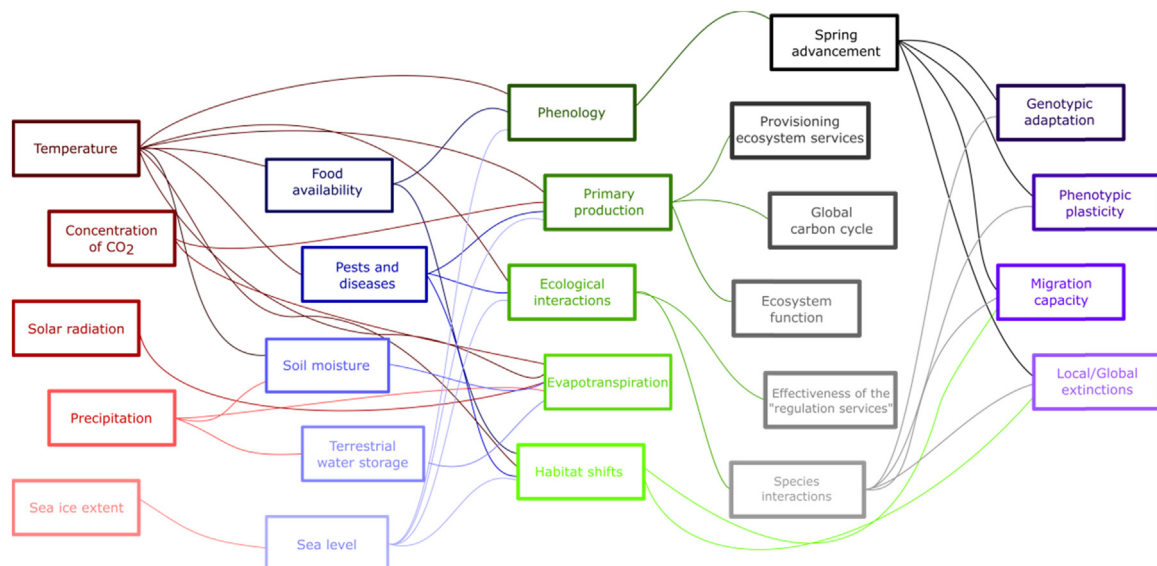 Temperature
Concentration
of CO2
Solar radiation
Precipitation
Sea ice extent
Food
availability
Pests and
diseases
Soil moisture
Terrestrial
water storage
Sea level
Phenology
Primary
production
Ecological
interactions
Evapotranspiration
Habitat shifts
Spring
advancement
Provisioning
ecosystem services
Global
carbon cycle
Ecosystem
function
Effectiveness of the
"regulation services"
Species
interactions
Genotypic
adaptation
Phenotypic
plasticity
Migration
capacity
Local/Global
extinctions